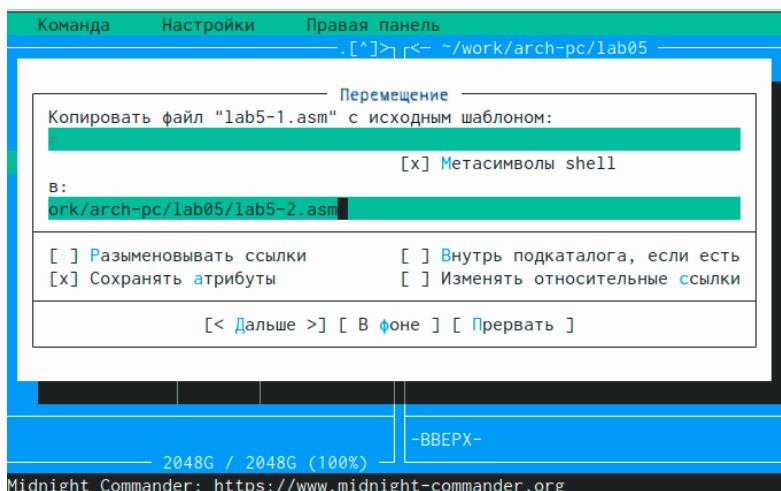 Команда Настройки Правая панель
.[^]> <− ~/work/arch-pc/lab05
Перемещение
Копировать файл "lab5-1.asm" с исходным шаблоном:
[x] Метасимволы shell
в:
ork/arch-pc/lab05/lab5-2.asm
[ ] Разыменовывать ссылки [ ] Внутрь подкаталога, если есть
[x] Сохранять атрибуты [ ] Изменять относительные ссылки
[< Дальше >] [ В фоне ] [ Прервать ]
-ВВЕРХ-
2048G / 2048G (100%)
Midnight Commander: https://www.midnight-commander.org